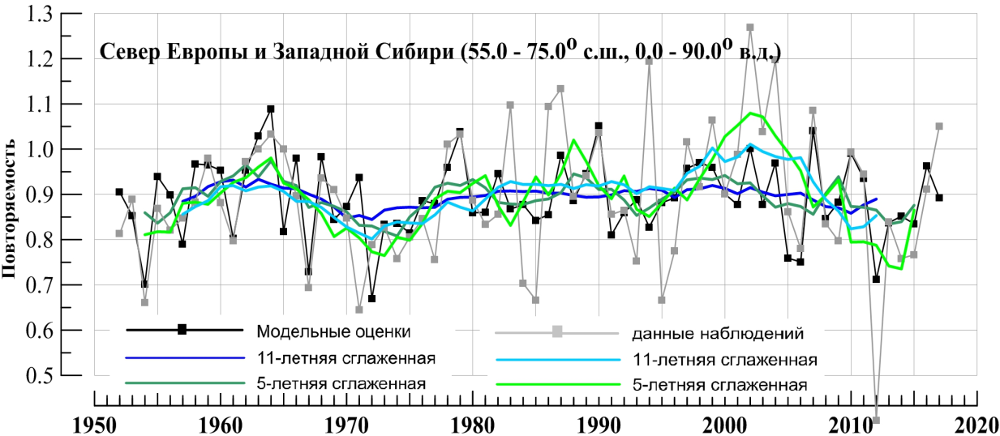 1.3
Север Европы и Западной Сибири (55.0 - 75.0⁰ с.ш., 0.0 - 90.0⁰ в.д.)
1.2
1.1
1.0
0.9
0.8
0.7
0.6
0.5
Повторяемость
Модельные оценки
данные наблюдений
11-летняя сглаженная
11-летняя сглаженная
5-летняя сглаженная
5-летняя сглаженная
1950 1960 1970 1980 1990 2000 2010 2020